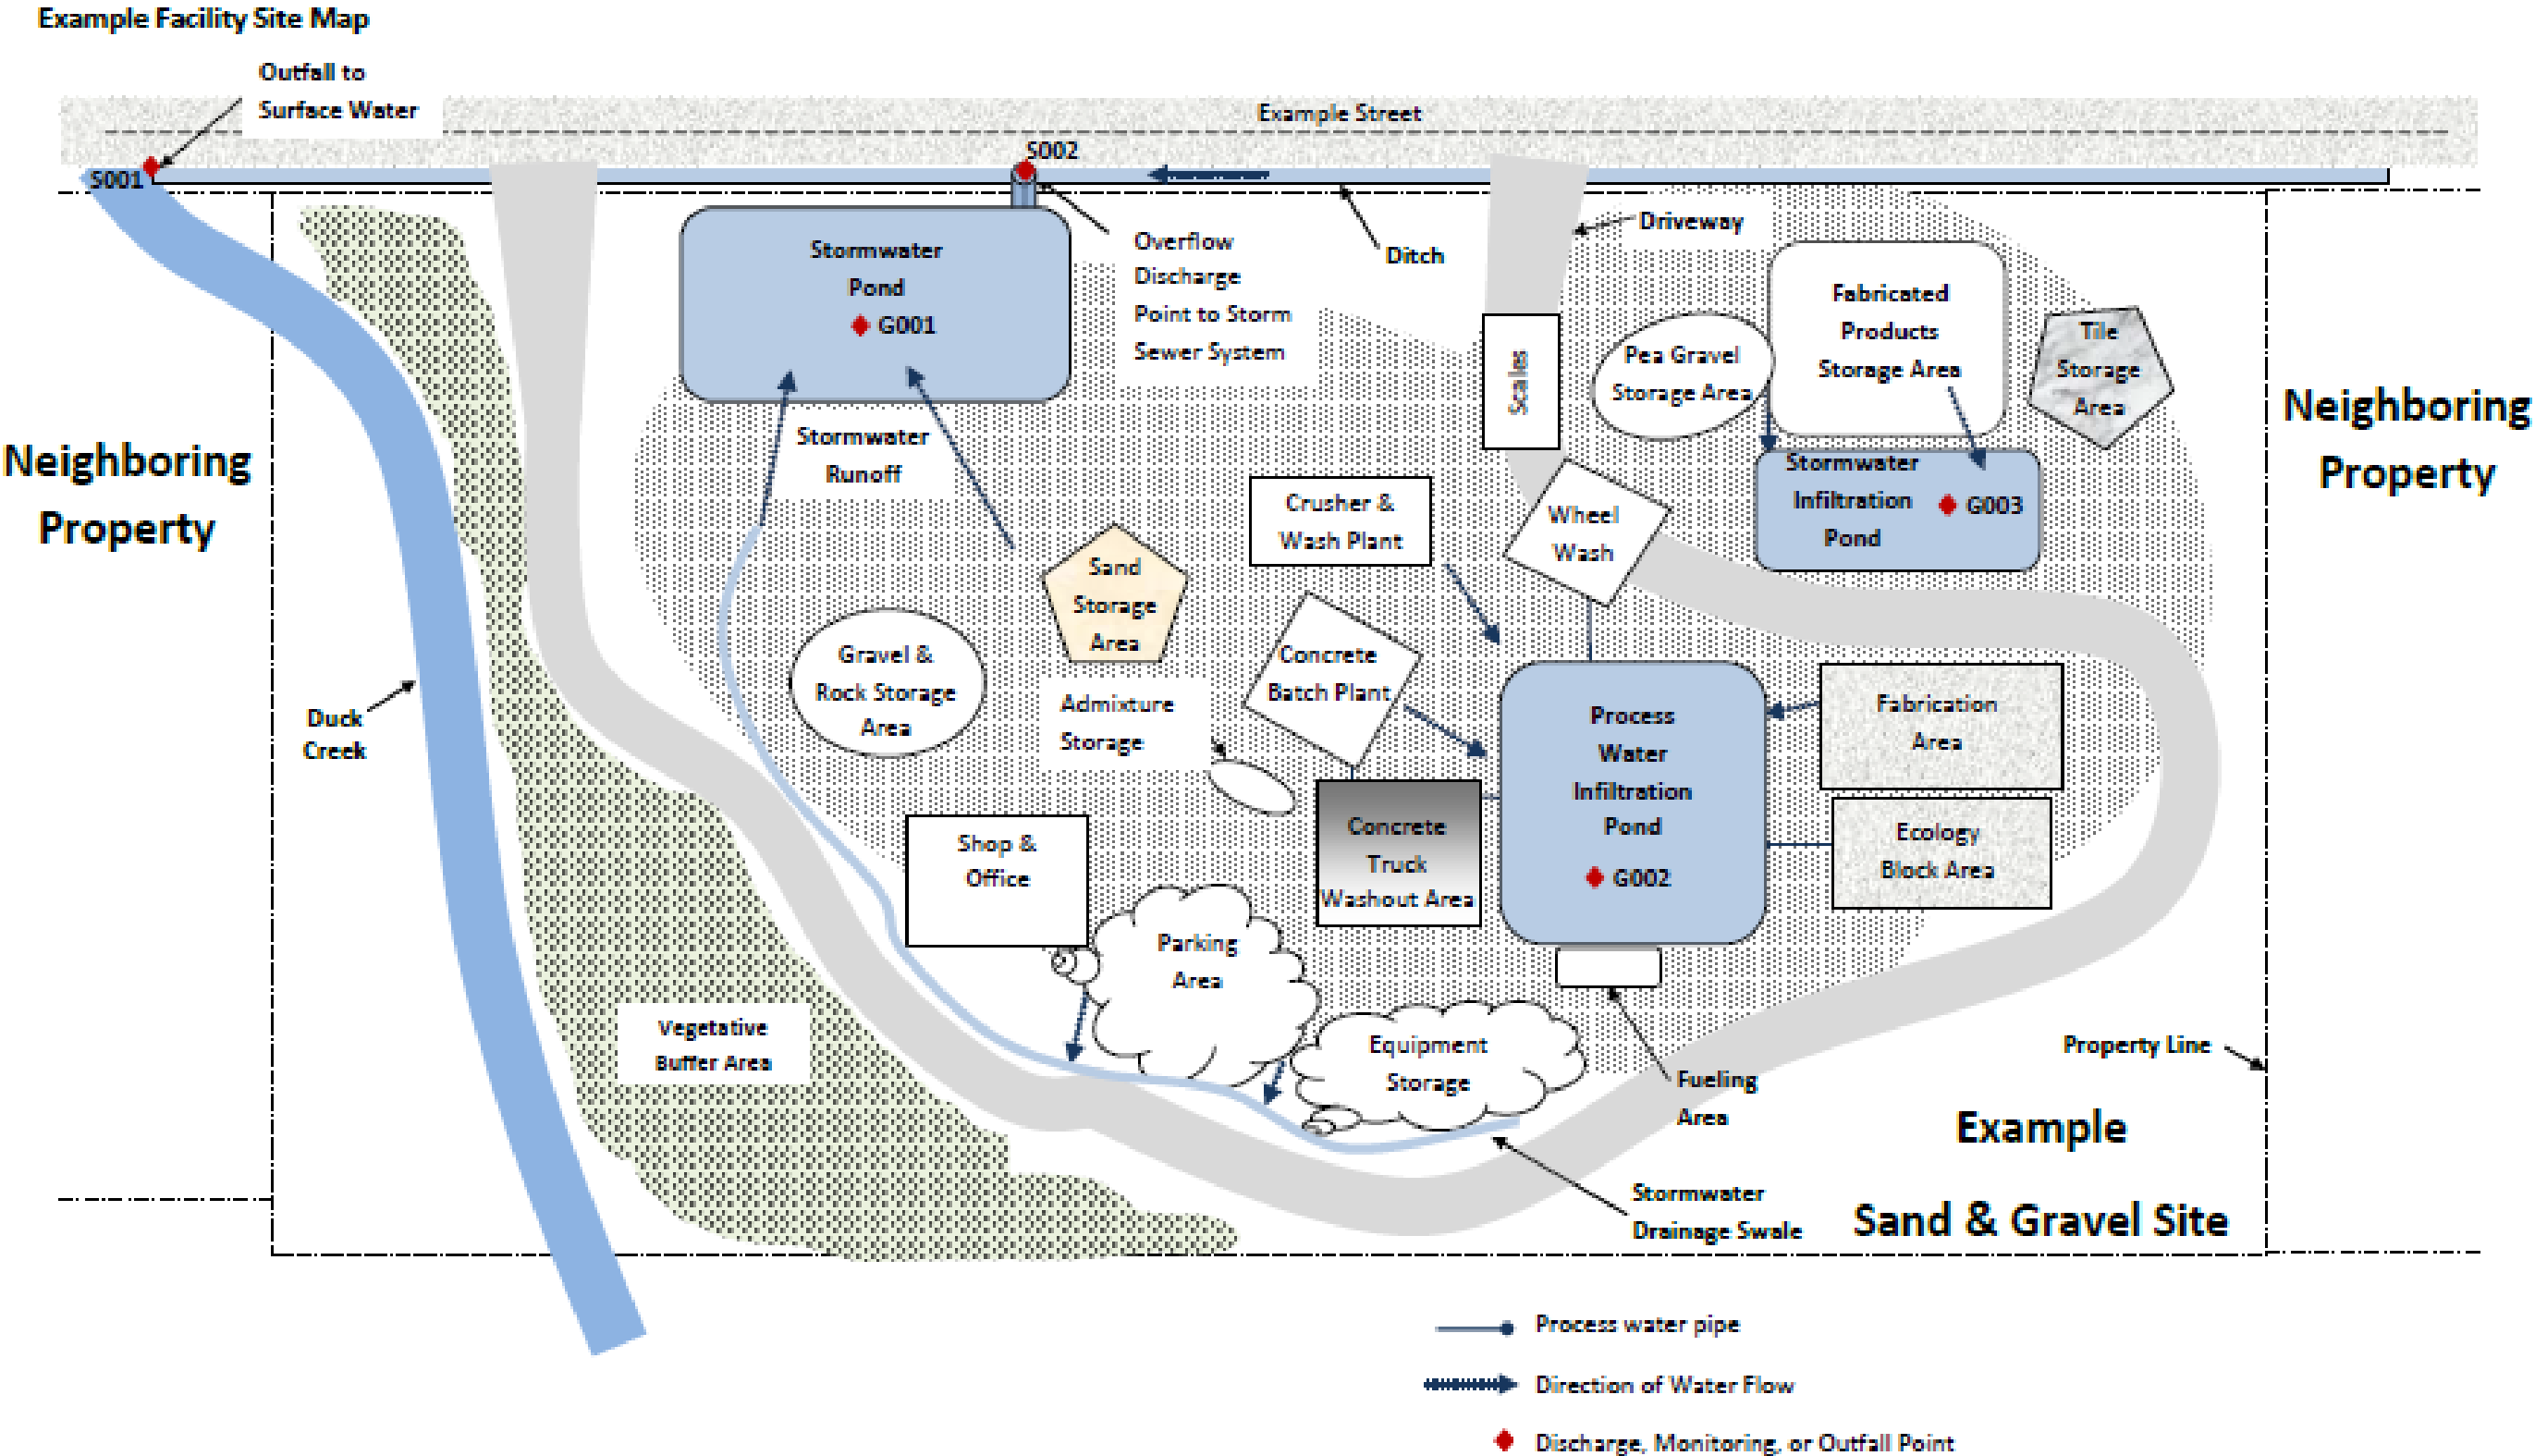 Example Facility Site Map
Outfall to
Surface Water
Example Street
S001
S002
Stormwater
Pond
G001
Overflow
Discharge
Point to Storm
Sewer System
Ditch
Driveway
Scales
Pea Gravel
Storage Area
Fabricated
Products
Storage Area
Tile
Storage
Area
Neighboring
Property
Neighboring
Property
Stormwater
Runoff
Stormwater
Infiltration
Pond
G003
Crusher &
Wash Plant
Wheel
Wash
Sand
Storage
Area
Gravel &
Rock Storage
Area
Admixture
Storage
Concrete
Batch Plant
Process
Water
Infiltration
Pond
G002
Fabrication
Area
Ecology
Block Area
Duck
Creek
Shop &
Office
Concrete
Truck
Washout Area
Parking
Area
Equipment
Storage
Vegetative
Buffer Area
Fueling
Area
Property Line
Stormwater
Drainage Swale
Example
Sand & Gravel Site
Process water pipe
Direction of Water Flow
Discharge, Monitoring, or Outfall Point